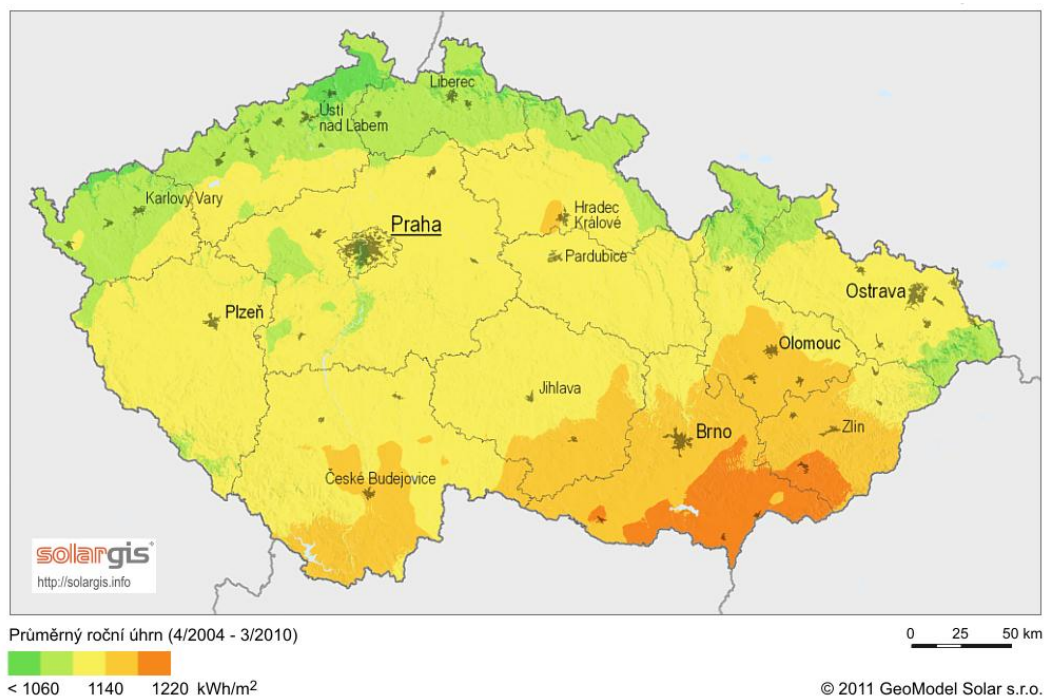 Liberec
Ústí
nad Labem
Karlovy Vary
Praha
Hradec
Králové
Pardubice
Plzeň
Ostrava
Olomouc
Jihlava
Brno
Zlín
České Budejovice
solargis
http://solargis.info
Průměrný roční úhrn (4/2004 - 3/2010)
0 25 50 km
< 1060 1140 1220 kWh/m2
© 2011 GeoModel Solar s.r.o.